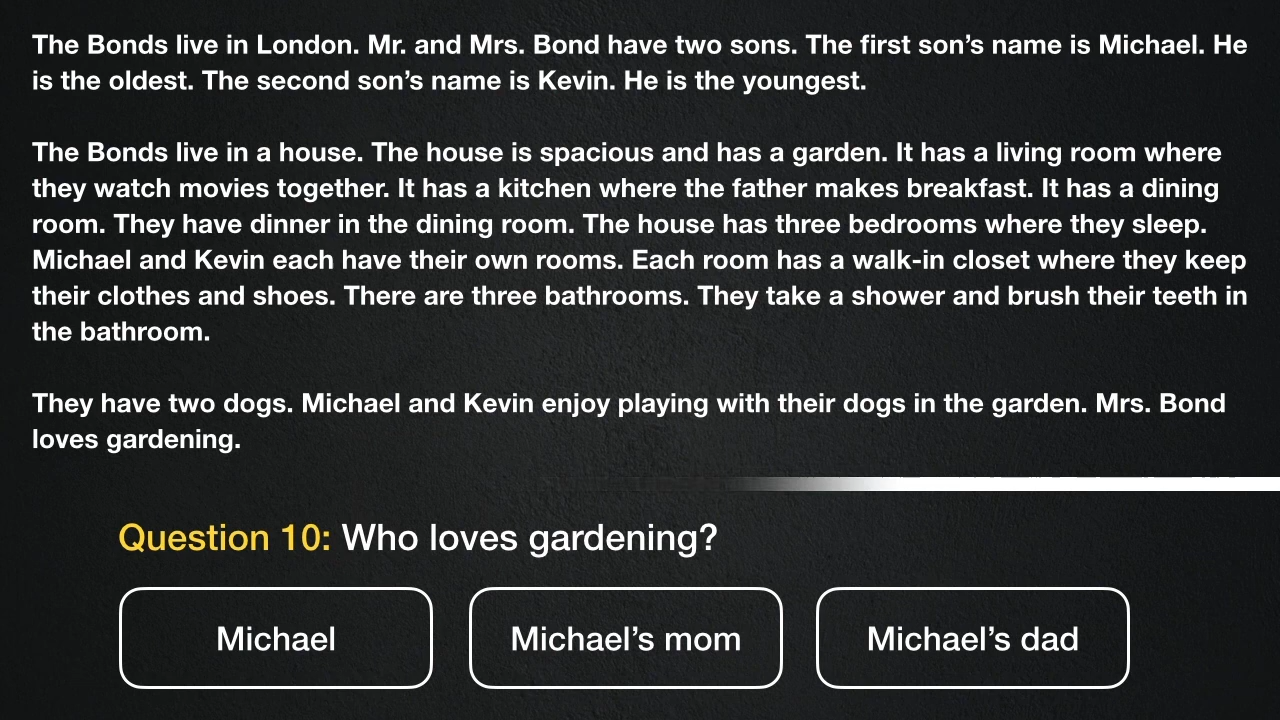 The Bonds live in London. Mr. and Mrs. Bond have two sons. The first son’s name is Michael. He
is the oldest. The second son’s name is Kevin. He is the youngest.
The Bonds live in a house. The house is spacious and has a garden. It has a living room where
they watch movies together. It has a kitchen where the father makes breakfast. It has a dining
room. They have dinner in the dining room. The house has three bedrooms where they sleep.
Michael and Kevin each have their own rooms. Each room has a walk-in closet where they keep
their clothes and shoes. There are three bathrooms. They take a shower and brush their teeth in
the bathroom.
They have two dogs. Michael and Kevin enjoy playing with their dogs in the garden. Mrs. Bond
loves gardening.
Question 10: Who loves gardening?
Michael
Michael’s mom
Michael’s dad